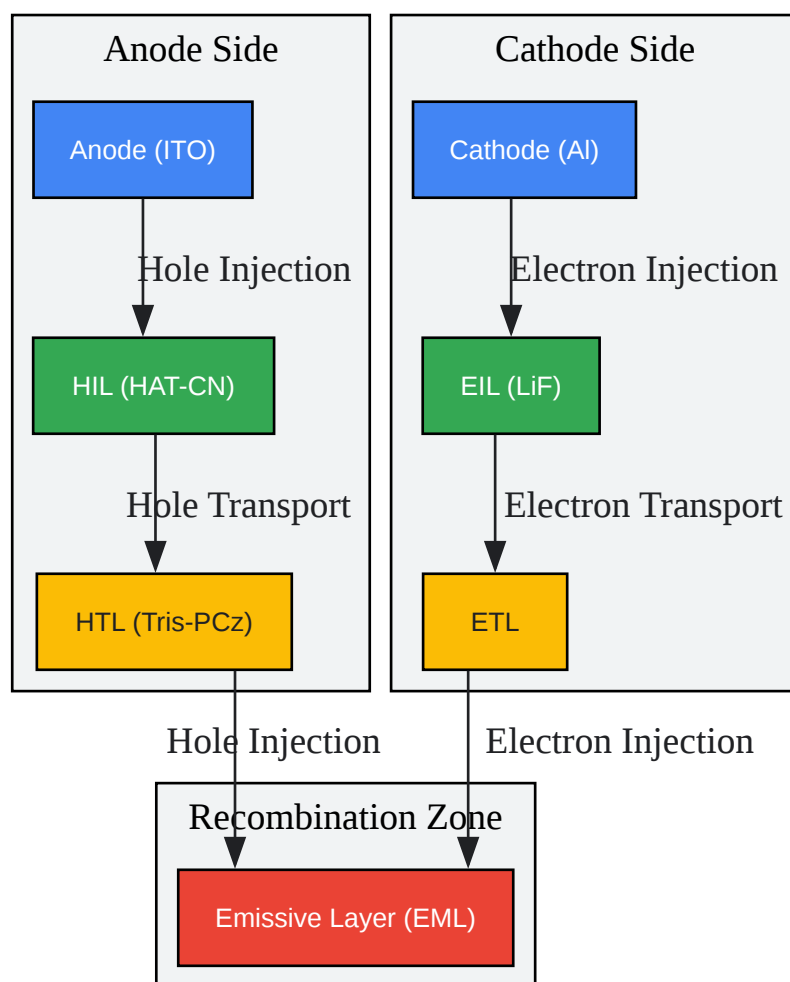 Anode Side
Cathode Side
Anode (ITO)
Cathode (Al)
Hole Injection
Electron Injection
HIL (HAT-CN)
EIL (LiF)
Hole Transport
Electron Transport
HTL (Tris-PCz)
ETL
Hole Injection
Electron Injection
Recombination Zone
Emissive Layer (EML)